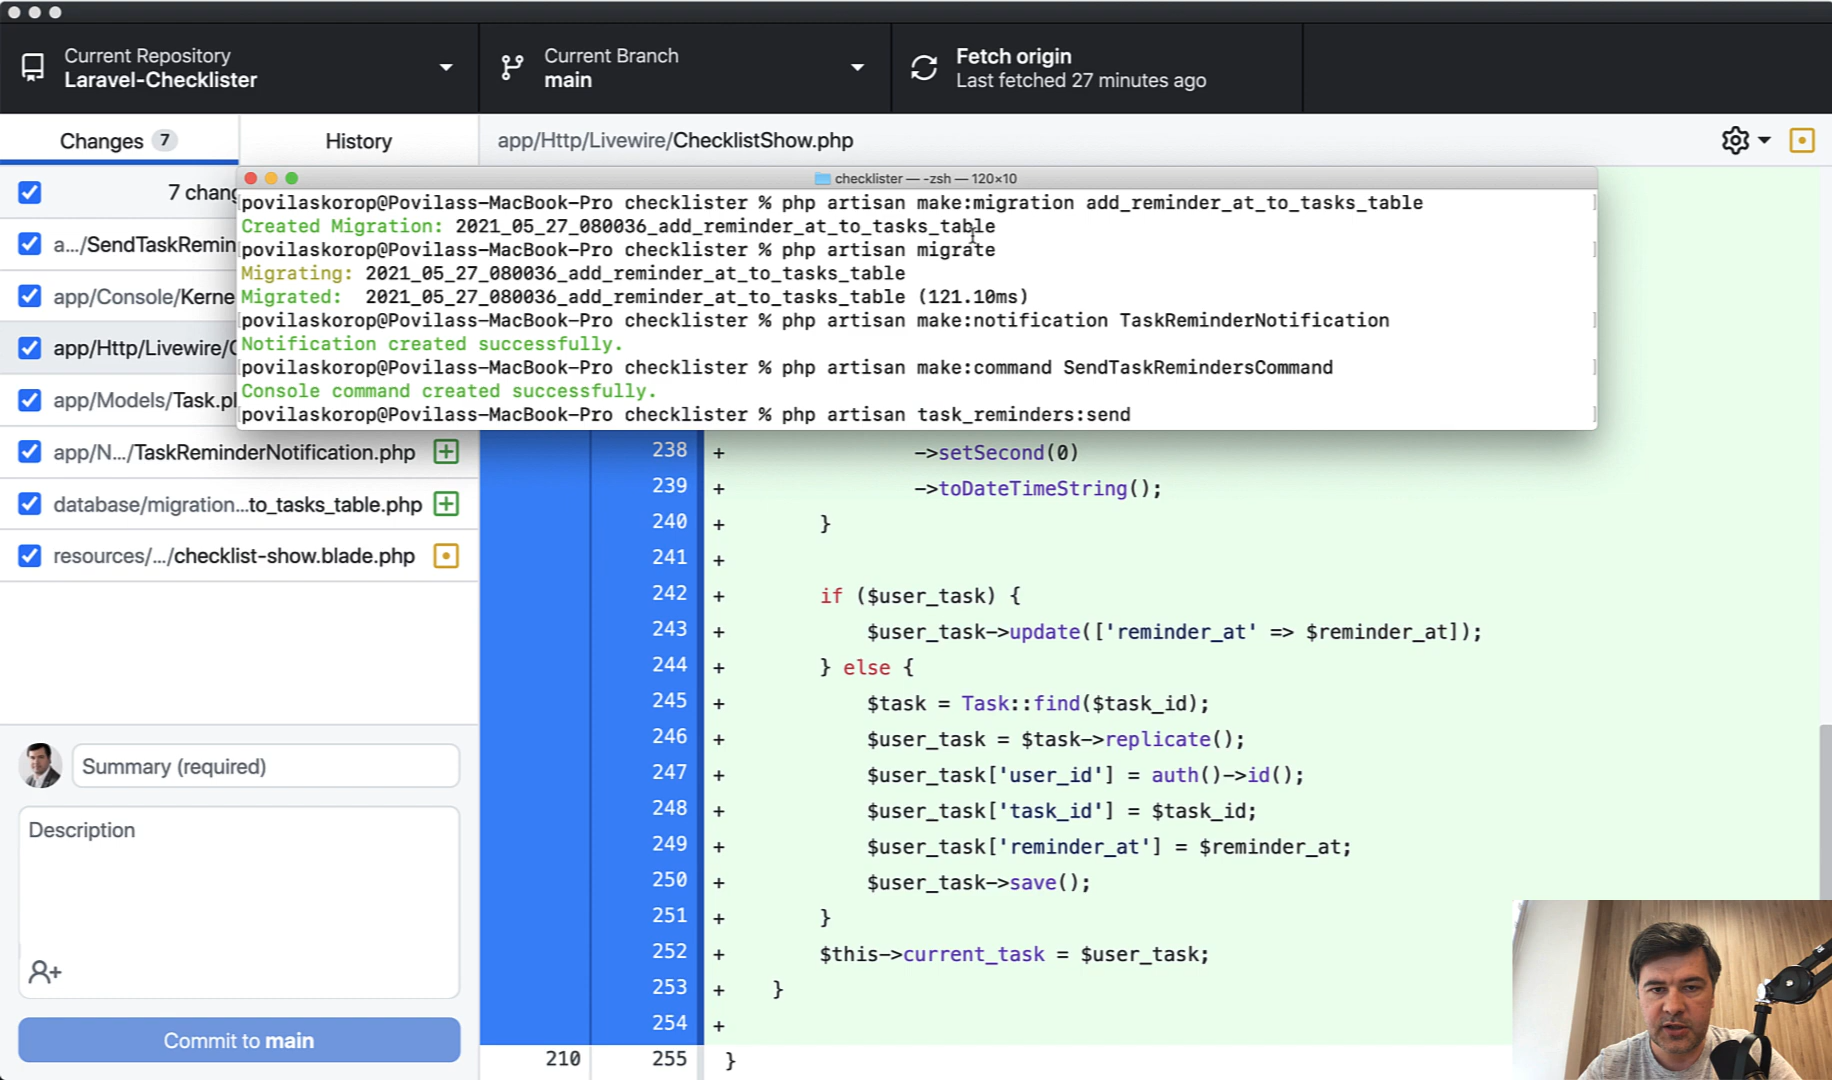 Current Repository
Laravel-Checklister
Current Branch
main
Fetch origin
Last fetched 27 minutes ago
Changes 7
History
app/Http/Livewire/ChecklistShow.php
7 chang
a.../SendTaskRemin
app/Console/Kerne
app/Http/Livewire/C
app/Models/Task.p
app/N.../TaskReminderNotification.php
database/migration...to_tasks_table.php
resources/.../checklist-show.blade.php
checklister — -zsh — 120×10
povilaskorop@Povilass-MacBook-Pro checklister % php artisan make:migration add_reminder_at_to_tasks_table
Created Migration: 2021_05_27_080036_add_reminder_at_to_tasks_table
povilaskorop@Povilass-MacBook-Pro checklister % php artisan migrate
Migrating: 2021_05_27_080036_add_reminder_at_to_tasks_table
Migrated:  2021_05_27_080036_add_reminder_at_to_tasks_table (121.10ms)
povilaskorop@Povilass-MacBook-Pro checklister % php artisan make:notification TaskReminderNotification
Notification created successfully.
povilaskorop@Povilass-MacBook-Pro checklister % php artisan make:command SendTaskRemindersCommand
Console command created successfully.
povilaskorop@Povilass-MacBook-Pro checklister % php artisan task_reminders:send
238 + ->setSecond(0)
239 + ->toDateTimeString();
240 + }
241 +
242 + if ($user_task) {
243 + $user_task->update(['reminder_at' => $reminder_at]);
244 + } else {
245 + $task = Task::find($task_id);
246 + $user_task = $task->replicate();
247 + $user_task['user_id'] = auth()->id();
248 + $user_task['task_id'] = $task_id;
249 + $user_task['reminder_at'] = $reminder_at;
250 + $user_task->save();
251 + }
252 + $this->current_task = $user_task;
253 + }
254 +
210 255 }
Summary (required)
Description
Commit to main